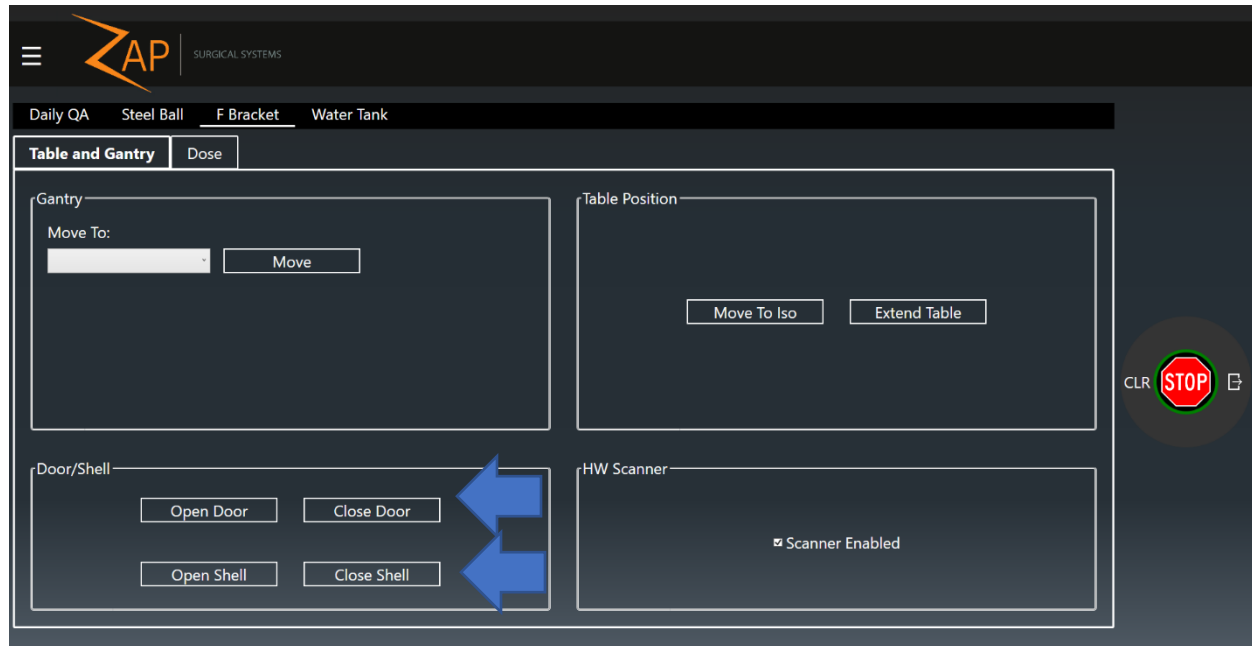 ZAP SURGICAL SYSTEMS
Daily QA Steel Ball F Bracket Water Tank
Table and Gantry Dose
Gantry
Move To:
Move
Table Position
Move To Iso Extend Table
CLR STOP
Door/Shell
Open Door Close Door
Open Shell Close Shell
HW Scanner
Scanner Enabled